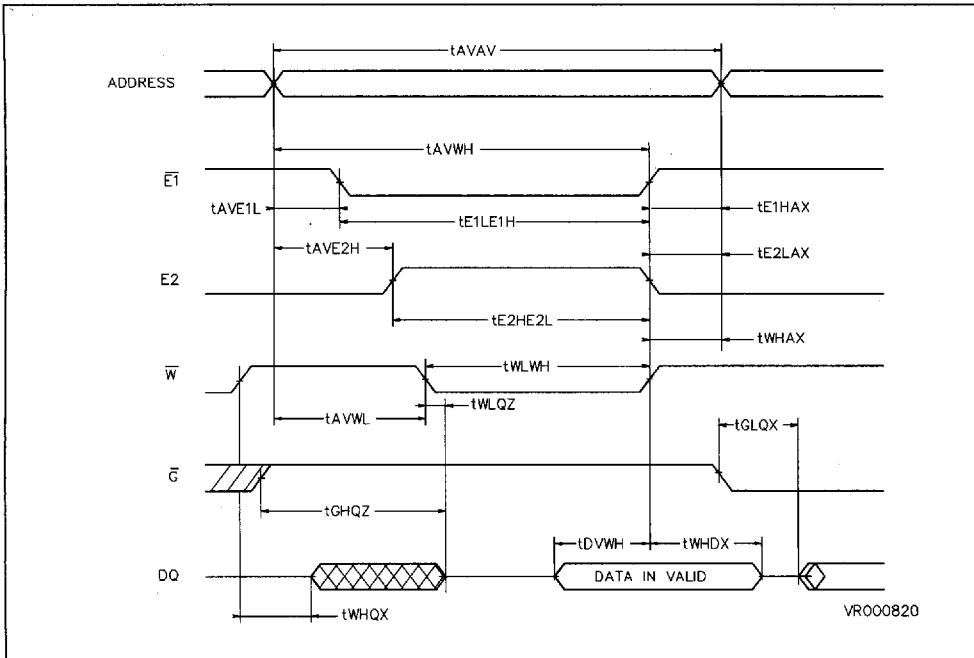 tAVAV
ADDRESS
tAVWH
E1
tAVE1L
tE1LE1H
tE1HAX
tAVE2H
tE2LAX
E2
tE2HE2L
tWHAX
W
tWLWH
tWLQZ
tAVWL
tGLQX
G
tGHQZ
tDVWH
tWHDX
DQ
DATA IN VALID
tWHQX
VR000820